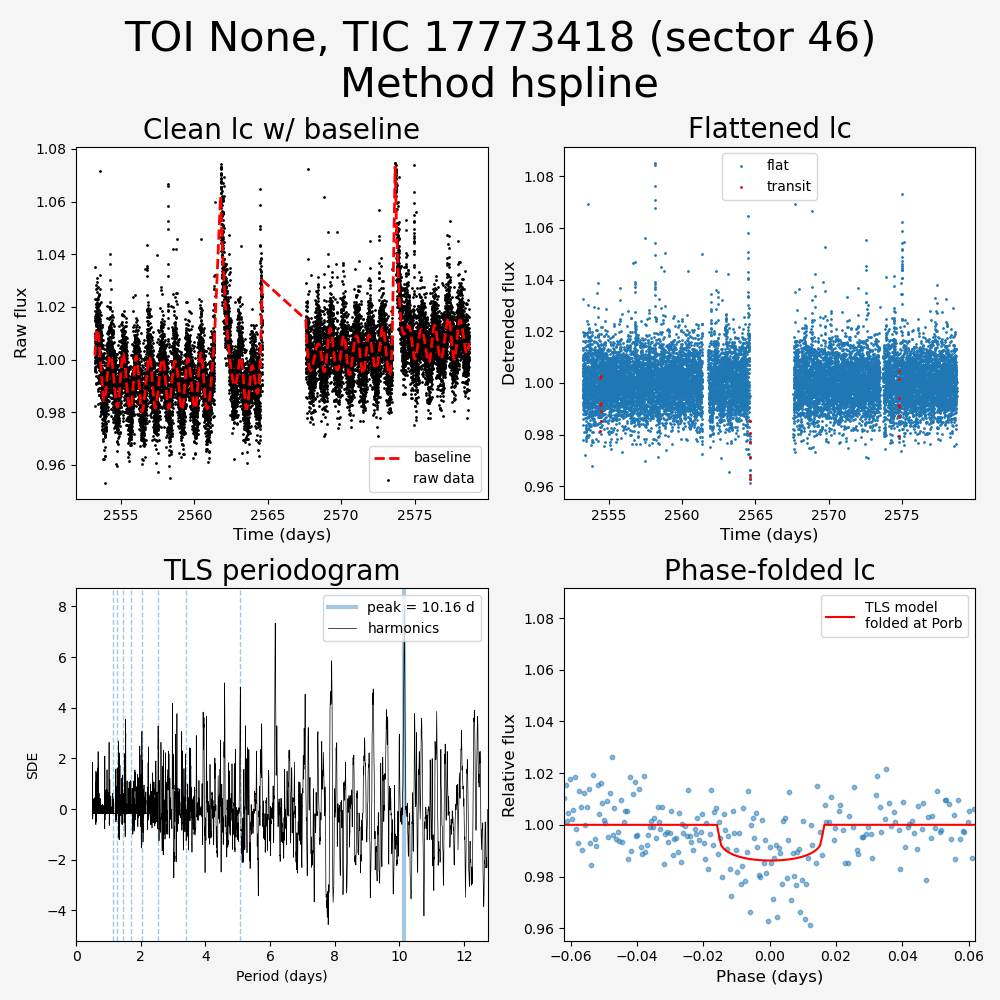 TOI None, TIC 17773418 (sector 46)
Method hspline
Clean lc w/ baseline
1.08
1.06
1.04
1.02
1.00
0.98
0.96
Raw flux
baseline
raw data
2555
2560
2565
2570
2575
Time (days)
Flattened lc
1.08
1.06
1.04
1.02
1.00
0.98
0.96
Detrended flux
flat
transit
2555
2560
2565
2570
2575
Time (days)
TLS periodogram
8
6
4
2
0
−2
−4
SDE
peak = 10.16 d
harmonics
0
2
4
6
8
10
12
Period (days)
Phase-folded lc
1.08
1.06
1.04
1.02
1.00
0.98
0.96
Relative flux
TLS model
folded at Porb
−0.06
−0.04
−0.02
0.00
0.02
0.04
0.06
Phase (days)